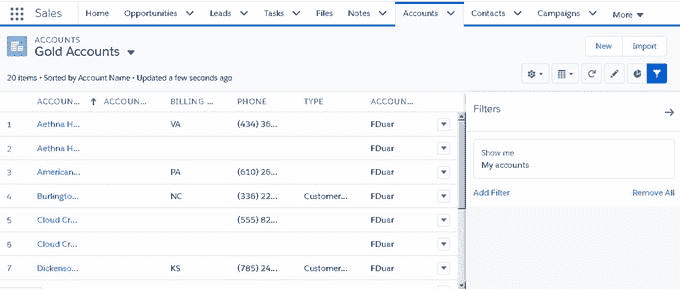 Sales Home Opportunities Leads Tasks Files Notes Accounts Contacts Campaigns More
ACCOUNTS
Gold Accounts
New Import
20 items • Sorted by Account Name • Updated a few seconds ago
ACCOUN... ACCOUN... BILLING ... PHONE TYPE ACCOUN...
Filters
1 Aethna H... VA (434) 36... FDuar
2 Aethna H... FDuar
Show me
My accounts
3 American... PA (610) 26... FDuar
4 Burlingto... NC (336) 22... Customer... FDuar
Add Filter Remove All
5 Cloud Cr... (555) 82... FDuar
6 Cloud Cr... FDuar
7 Dickenso... KS (785) 24... Customer... FDuar